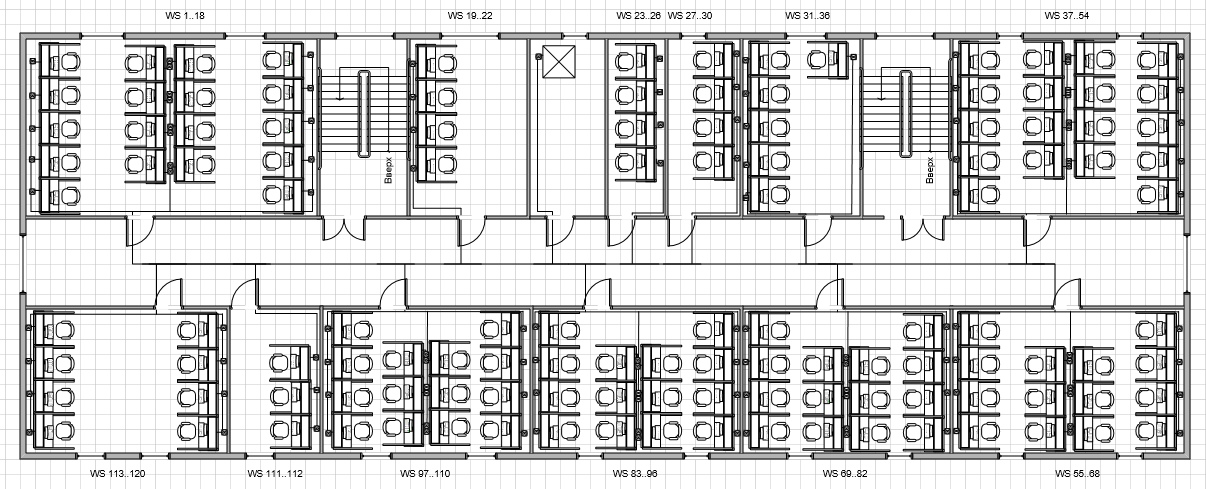 WS 1..18
WS 19..22
WS 23..26
WS 27..30
WS 31..36
WS 37..54
Вверх
Вверх
WS 113..120
WS 111..112
WS 97..110
WS 83..96
WS 69..82
WS 55..68